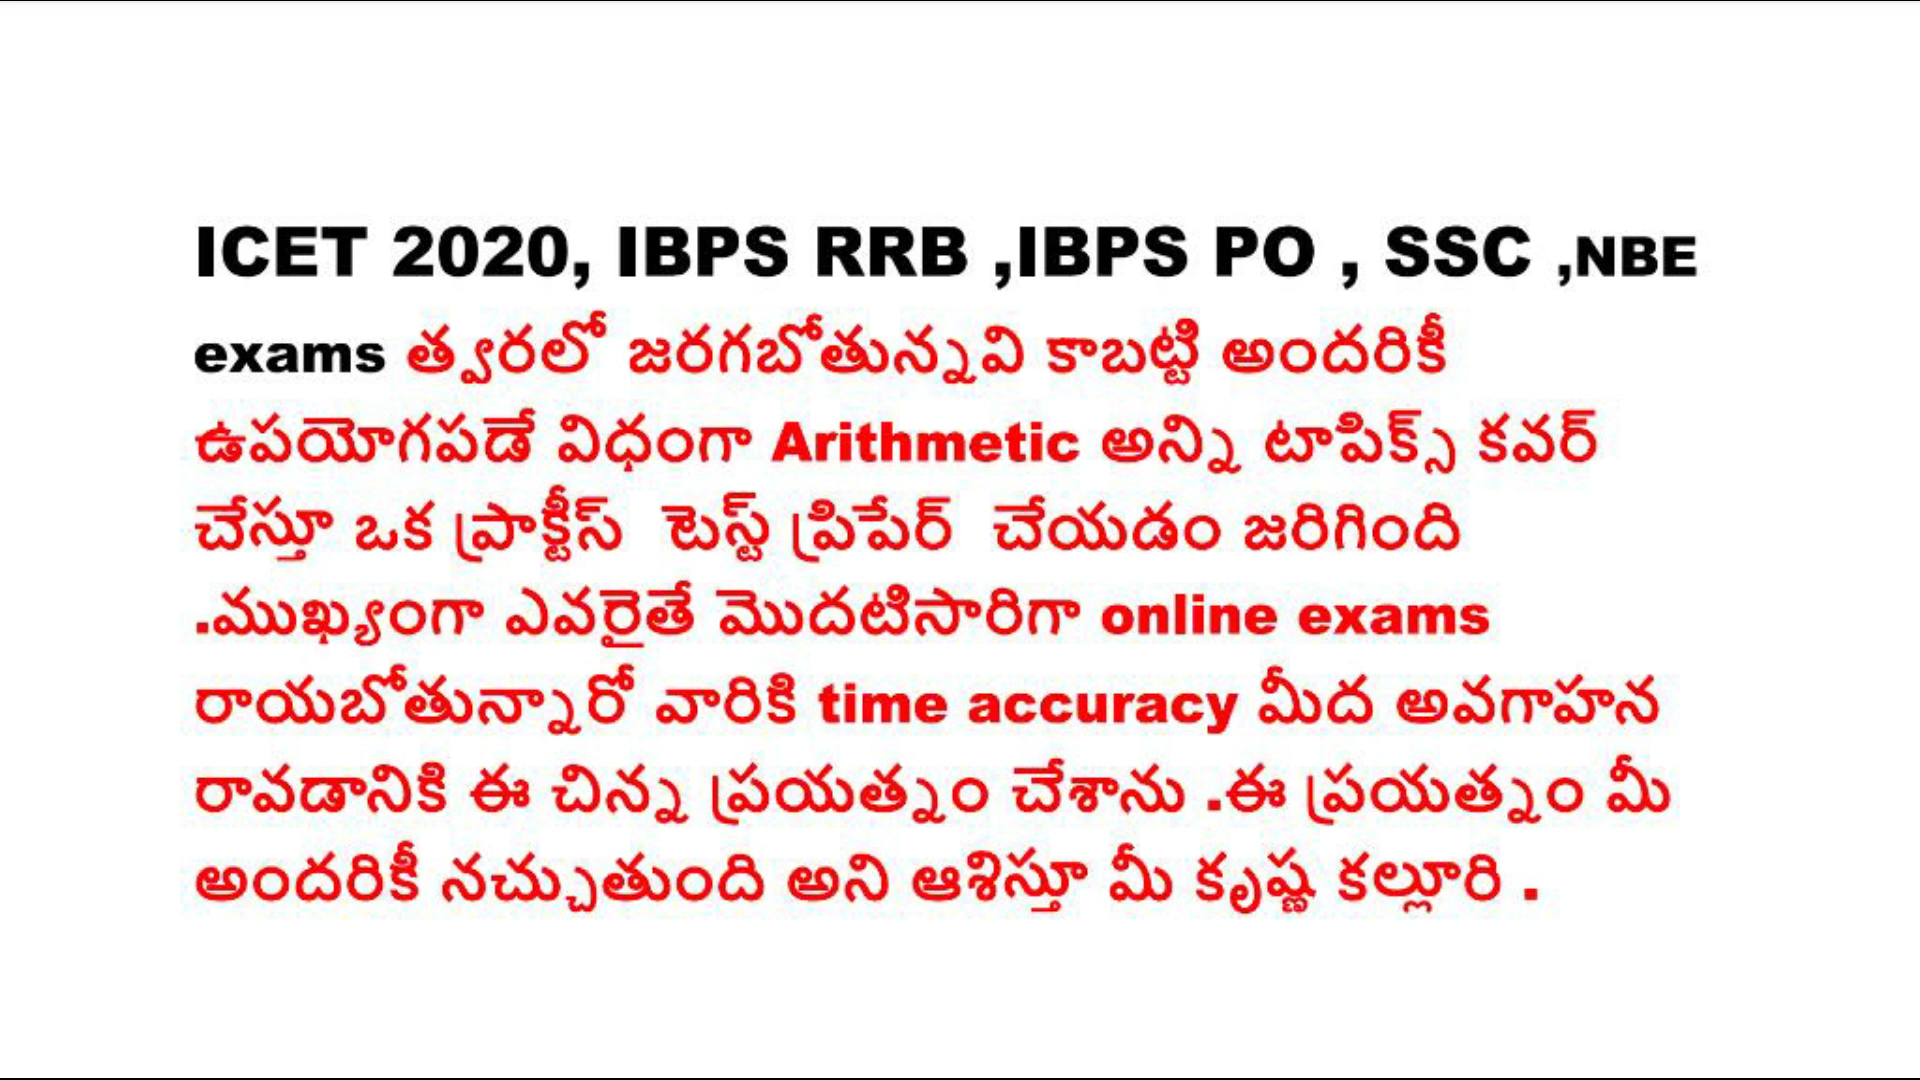 ICET 2020, IBPS RRB ,IBPS PO , SSC ,NBE
exams త్వరలో జరగబోతున్నవి కాబట్టి అందరికీ
ఉపయోగపడే విధంగా Arithmetic అన్ని టాపిక్స్ కవర్
చేస్తూ ఒక ప్రాక్టీస్ టెస్ట్ ప్రిపేర్ చేయడం జరిగింది
.ముఖ్యంగా ఎవరైతే మొదటిసారిగా online exams
రాయబోతున్నారో వారికి time accuracy మీద అవగాహన
రావడానికి ఈ చిన్న ప్రయత్నం చేశాను .ఈ ప్రయత్నం మీ
అందరికీ నచ్చుతుంది అని ఆశిస్తూ మీ కృష్ణ కల్లూరి .